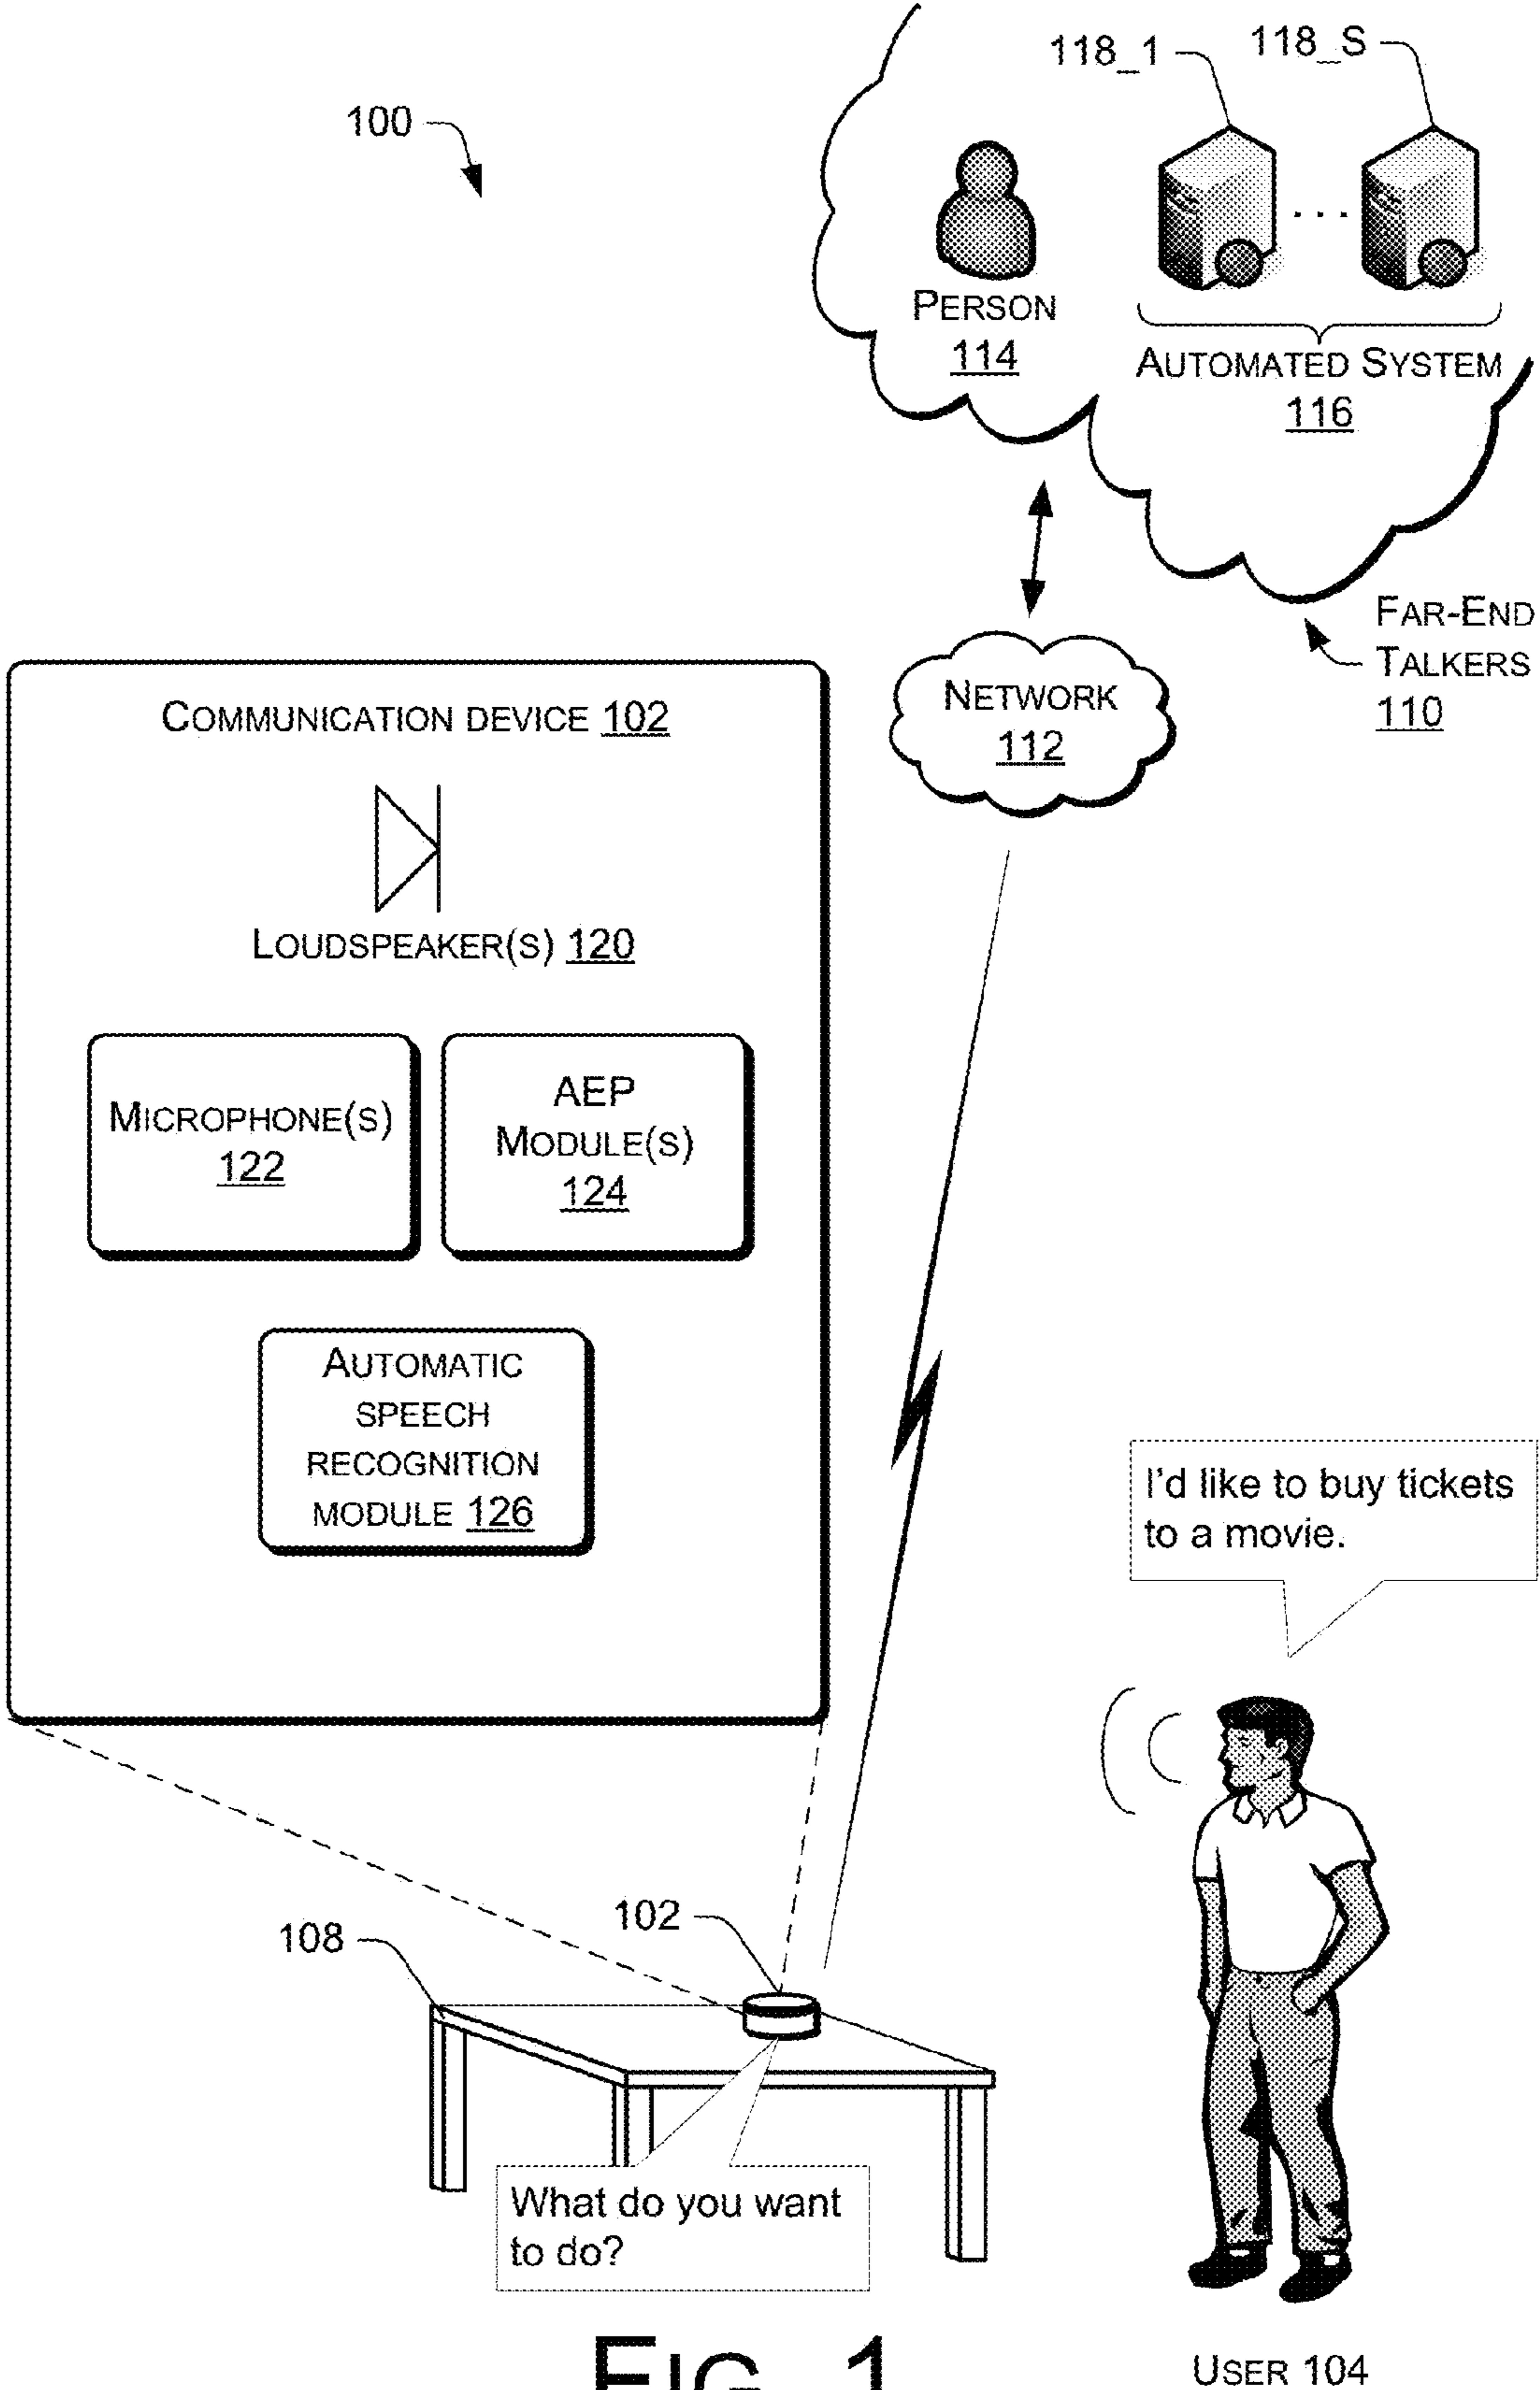 118_1
118_S
100
PERSON
114
AUTOMATED SYSTEM
116
FAR-END
TALKERS
110
NETWORK
112
COMMUNICATION DEVICE 102
LOUDSPEAKER(S) 120
MICROPHONE(S)
122
AEP
MODULE(S)
124
AUTOMATIC
SPEECH
RECOGNITION
MODULE 126
I'd like to buy tickets
to a movie.
102
108
What do you want
to do?
FIG. 1
USER 104